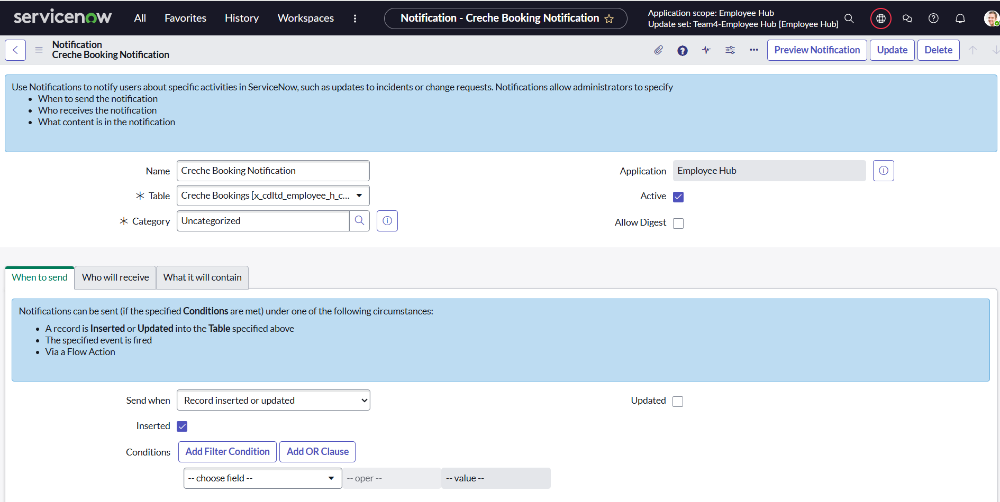 servicenow All Favorites History Workspaces Notification - Creche Booking Notification Application scope: Employee Hub
Update set: Team4-Employee Hub [Employee Hub]
Notification
Creche Booking Notification
Preview Notification Update Delete
Use Notifications to notify users about specific activities in ServiceNow, such as updates to incidents or change requests. Notifications allow administrators to specify
• When to send the notification
• Who receives the notification
• What content is in the notification
Name Creche Booking Notification Application Employee Hub
Table Creche Bookings [x_cdltd_employee_h_c... Active
Category Uncategorized Allow Digest
When to send Who will receive What it will contain
Notifications can be sent (if the specified Conditions are met) under one of the following circumstances:
• A record is Inserted or Updated into the Table specified above
• The specified event is fired
• Via a Flow Action
Send when Record inserted or updated Updated
Inserted
Conditions Add Filter Condition Add OR Clause
-- choose field -- -- oper -- -- value --